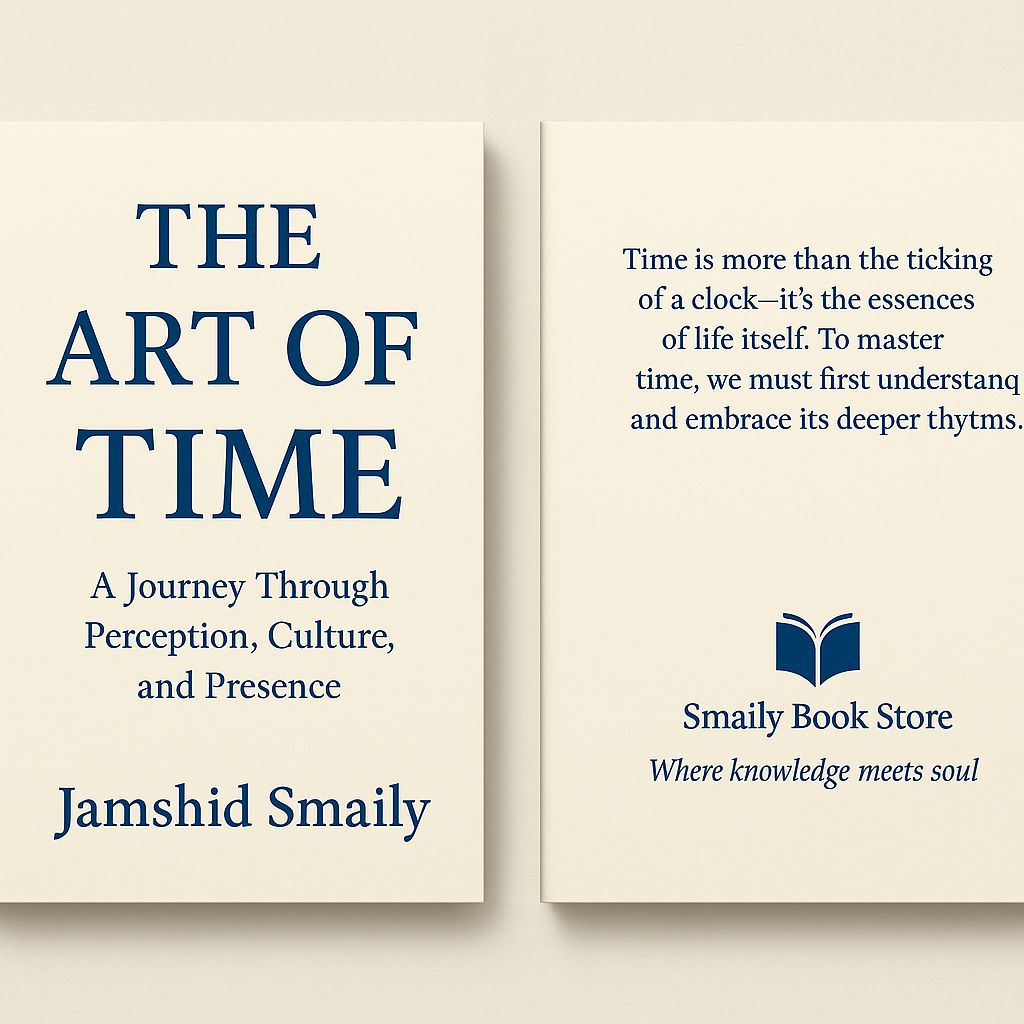 THE
ART OF
TIME
A Journey Through
Perception, Culture,
and Presence
Jamshid Smaily
Time is more than the ticking
of a clock—it’s the essences
of life itself. To master
time, we must first understanq
and embrace its deeper thytms.
Smaily Book Store
Where knowledge meets soul